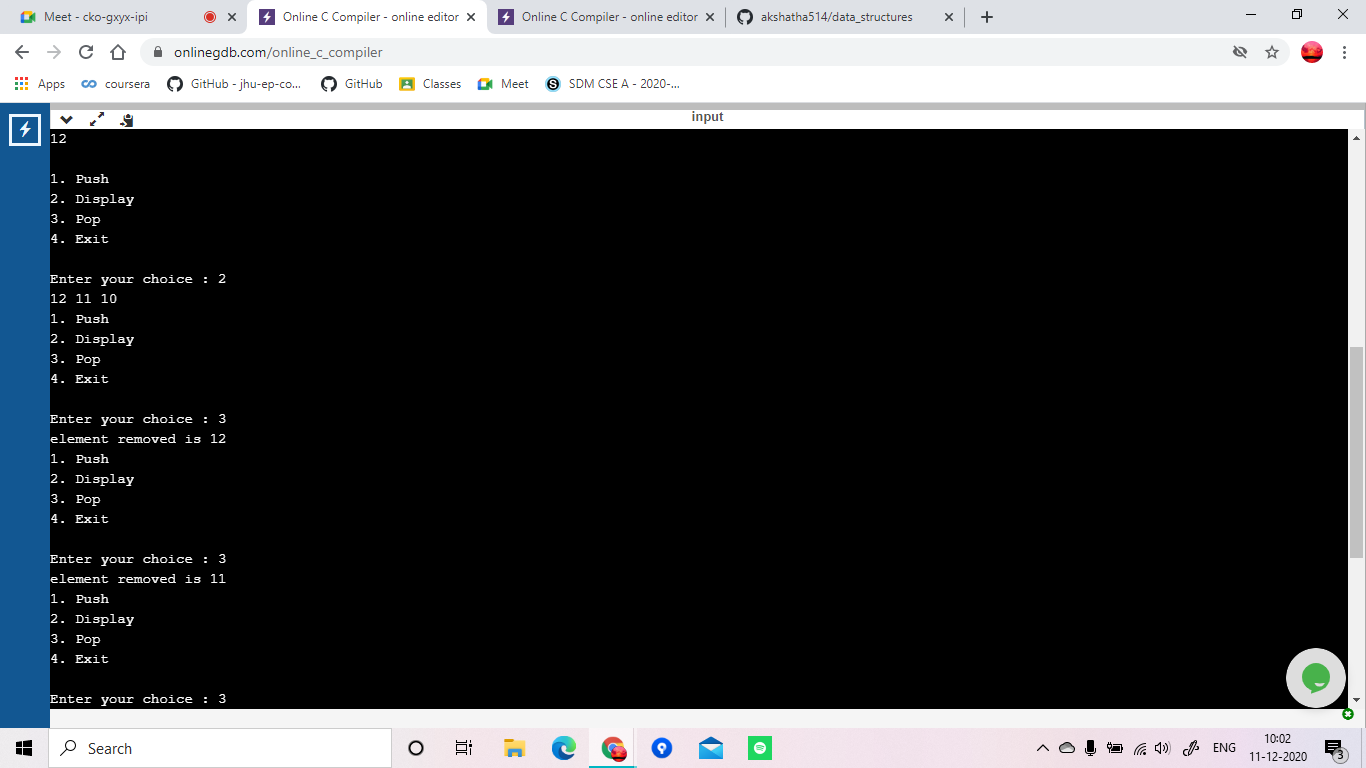 Meet - cko-gxyx-ipi
Online C Compiler - online editor
Online C Compiler - online editor
akshatha514/data_structures
onlinegdb.com/online_c_compiler
Apps
coursera
GitHub - jhu-ep-co...
GitHub
Classes
Meet
SDM CSE A - 2020-...
input
12
1. Push
2. Display
3. Pop
4. Exit
Enter your choice : 2
12 11 10
1. Push
2. Display
3. Pop
4. Exit
Enter your choice : 3
element removed is 12
1. Push
2. Display
3. Pop
4. Exit
Enter your choice : 3
element removed is 11
1. Push
2. Display
3. Pop
4. Exit
Enter your choice : 3
Search
ENG
10:02
11-12-2020
3